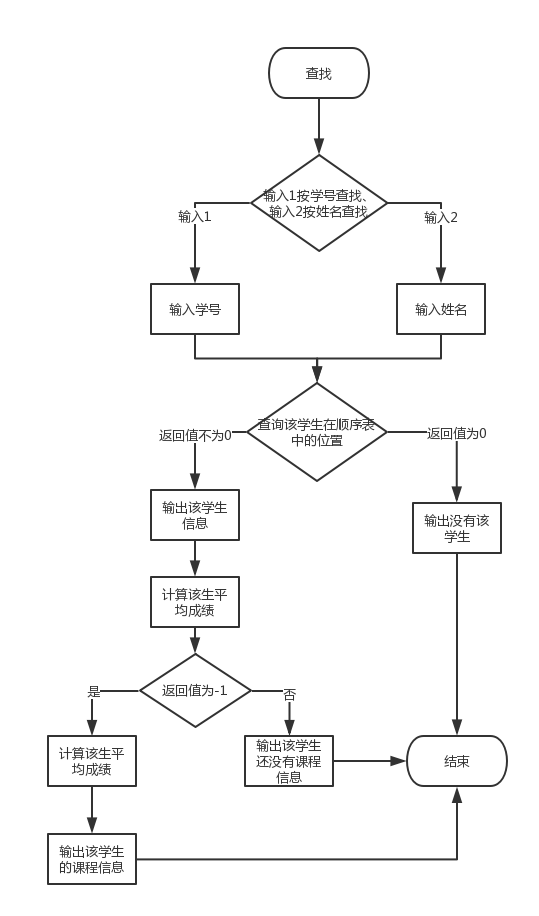 查找
输入1按学号查找、
输入2按姓名查找
输入1
输入2
输入学号
输入姓名
查询该学生在顺序表
中的位置
返回值不为0
返回值为0
输出该学生
信息
输出没有该
学生
计算该生平
均成绩
返回值为-1
是
否
计算该生平
均成绩
输出该学生
还没有课程
信息
结束
输出该学生
的课程信息